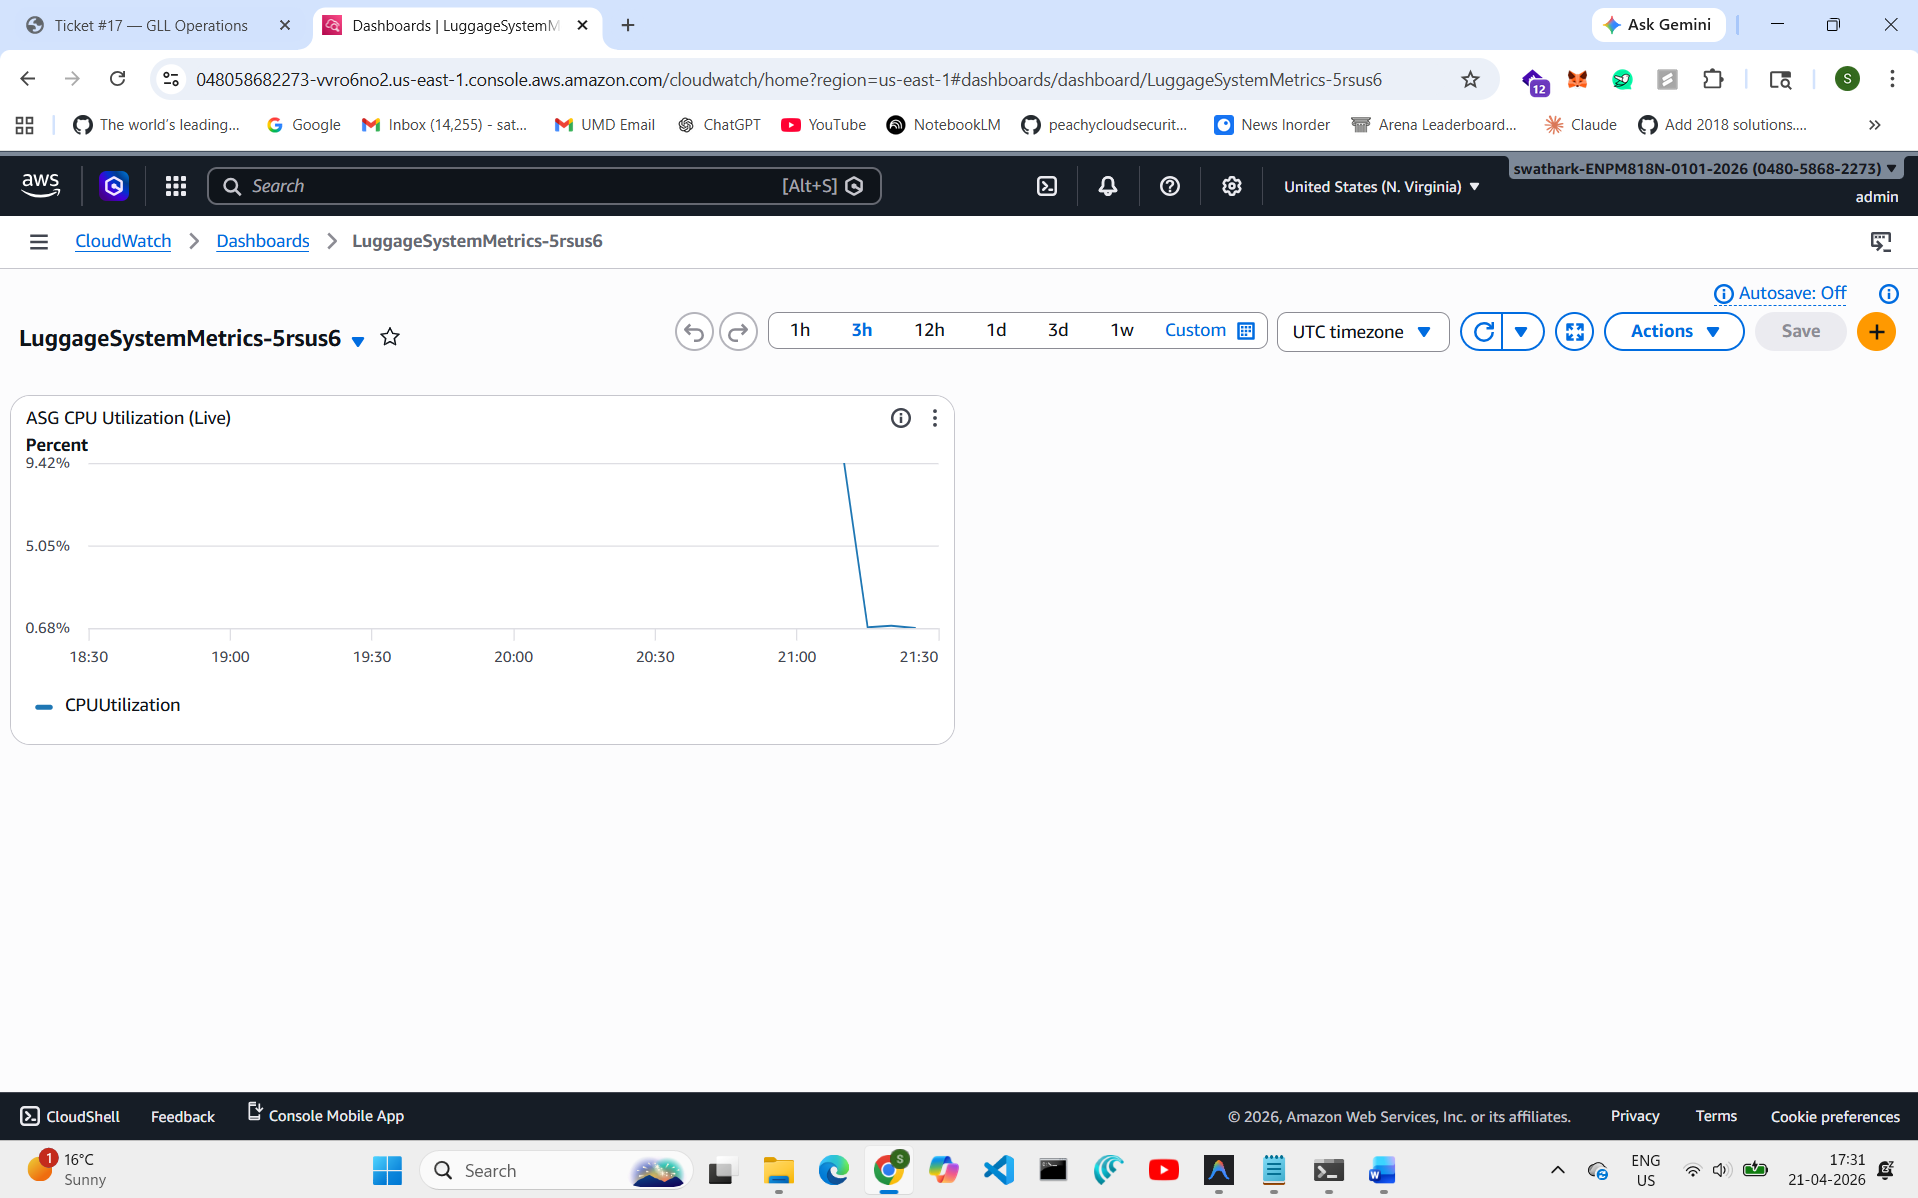 Ticket #17 — GLL Operations
Dashboards | LuggageSystemM
Ask Gemini
048058682273-vvro6no2.us-east-1.console.aws.amazon.com/cloudwatch/home?region=us-east-1#dashboards/dashboard/LuggageSystemMetrics-5rsus6
12
S
The world's leading...
Google
Inbox (14,255) - sat...
UMD Email
ChatGPT
YouTube
NotebookLM
peachycloudsecurit...
News Inorder
Arena Leaderboard...
Claude
Add 2018 solutions....
aws
Search
[Alt+S]
United States (N. Virginia)
swathark-ENPM818N-0101-2026 (0480-5868-2273)
admin
CloudWatch
Dashboards
LuggageSystemMetrics-5rsus6
Autosave: Off
LuggageSystemMetrics-5rsus6
1h
3h
12h
1d
3d
1w
Custom
UTC timezone
Actions
Save
ASG CPU Utilization (Live)
Percent
9.42%
5.05%
0.68%
18:30
19:00
19:30
20:00
20:30
21:00
21:30
CPUUtilization
CloudShell
Feedback
Console Mobile App
© 2026, Amazon Web Services, Inc. or its affiliates.
Privacy
Terms
Cookie preferences
1
16°C
Sunny
Search
S
ENG
US
17:31
21-04-2026